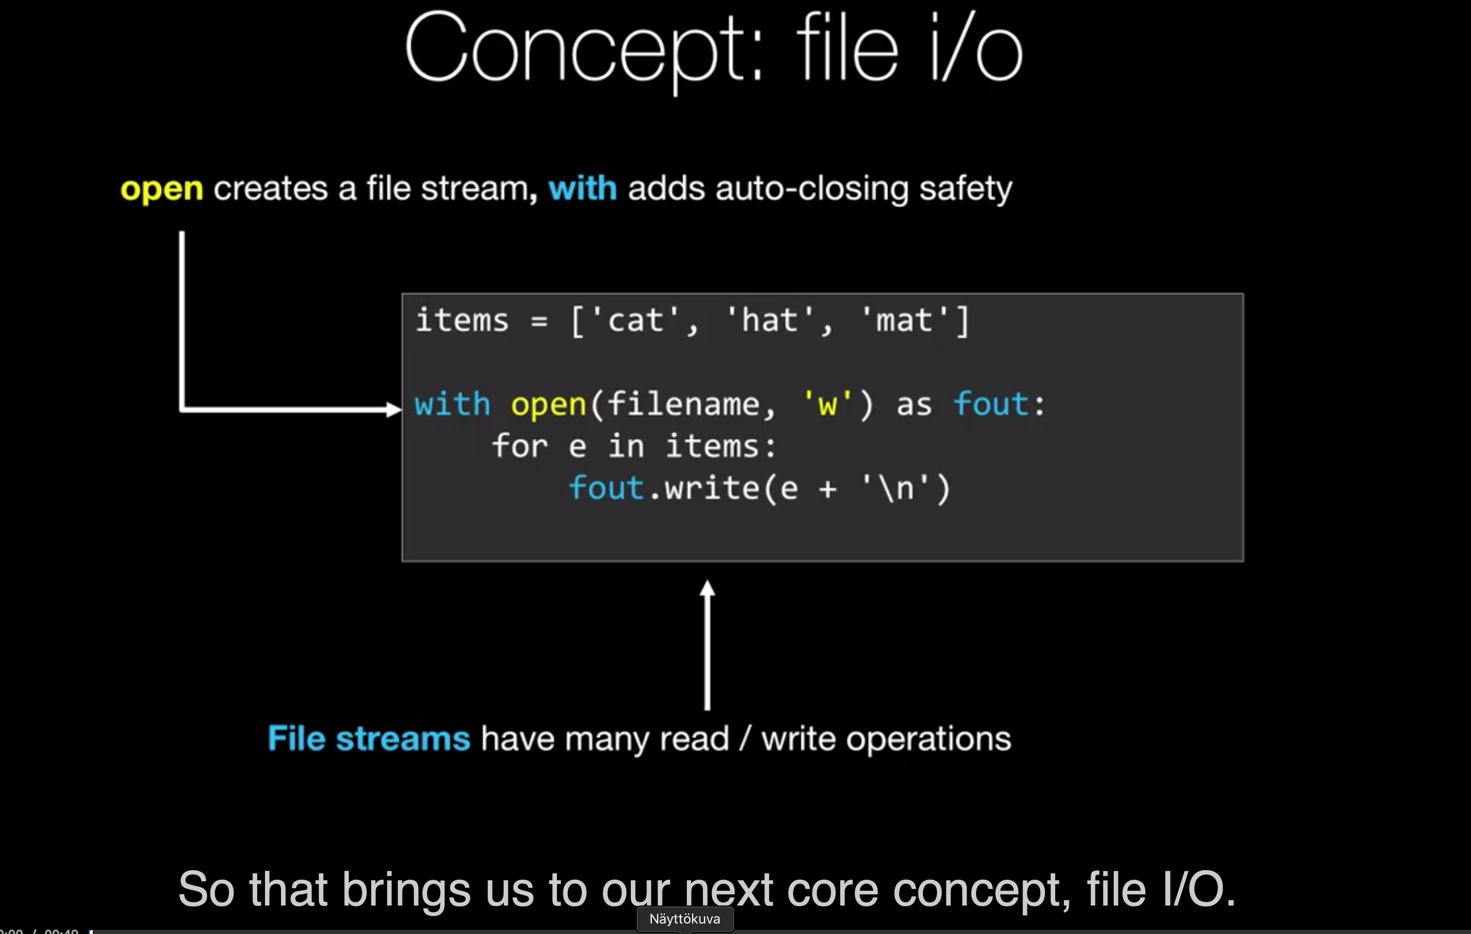 Concept: file i/o
open creates a file stream, with adds auto-closing safety
items = ['cat', 'hat', 'mat']
with open(filename, 'w') as fout:
    for e in items:
        fout.write(e + '\n')
File streams have many read / write operations
So that brings us to our next core concept, file I/O.
Näyttökuva